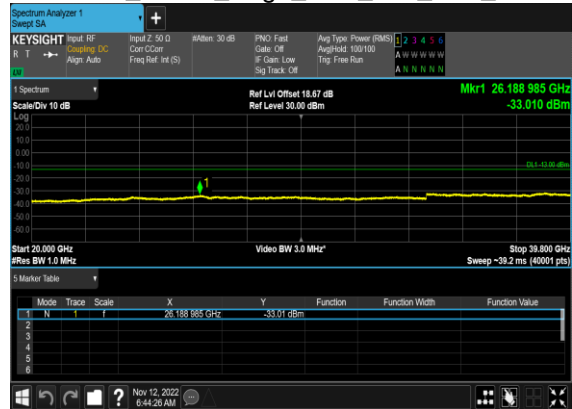 Spectrum Analyzer 1
Swept SA
+
KEYSIGHT
R T
Input: RF
Coupling: DC
Align: Auto
Input Z: 50 Ω
Corr CCorr
Freq Ref: Int (S)
#Atten: 30 dB
PNO: Fast
Gate: Off
IF Gain: Low
Sig Track: Off
Avg Type: Power (RMS)
Avg|Hold: 100/100
Trig: Free Run
1 2 3 4 5 6
A W W W W W
A N N N N N
1 Spectrum
Scale/Div 10 dB
Ref Lvl Offset 18.67 dB
Ref Level 30.00 dBm
Mkr1 26.188 985 GHz
-33.010 dBm
Log
20.0
10.0
0.00
-10.0
-20.0
-30.0
-40.0
-50.0
-60.0
DL1 -13.00 dBm
1
Start 20.000 GHz
#Res BW 1.0 MHz
Video BW 3.0 MHz*
Stop 39.800 GHz
Sweep ~39.2 ms (40001 pts)
5 Marker Table
Mode Trace Scale X Y Function Function Width Function Value
1 N 1 f 26.188 985 GHz -33.01 dBm
2
3
4
5
6
?
Nov 12, 2022
6:44:26 AM